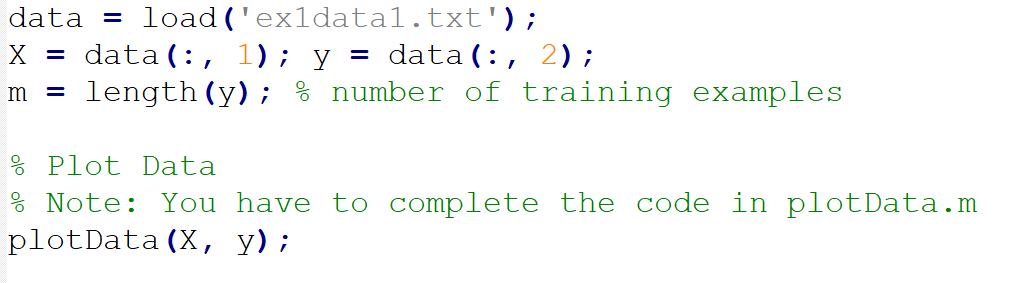 data = load('ex1data1.txt');
X = data(:, 1); y = data(:, 2);
m = length(y); % number of training examples
% Plot Data
% Note: You have to complete the code in plotData.m
plotData(X, y);